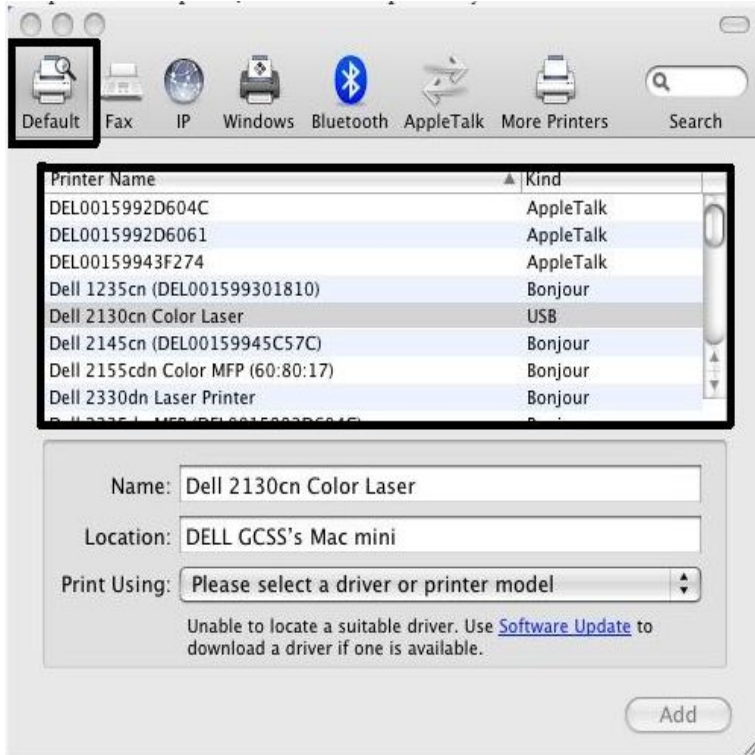 Default Fax IP Windows Bluetooth AppleTalk More Printers Search
Printer Name Kind
DEL0015992D604C AppleTalk
DEL0015992D6061 AppleTalk
DEL00159943F274 AppleTalk
Dell 1235cn (DEL001599301810) Bonjour
Dell 2130cn Color Laser USB
Dell 2145cn (DEL00159945C57C) Bonjour
Dell 2155cdn Color MFP (60:80:17) Bonjour
Dell 2330dn Laser Printer Bonjour
Name: Dell 2130cn Color Laser
Location: DELL GCSS's Mac mini
Print Using: Please select a driver or printer model
Unable to locate a suitable driver. Use Software Update to
download a driver if one is available.
Add